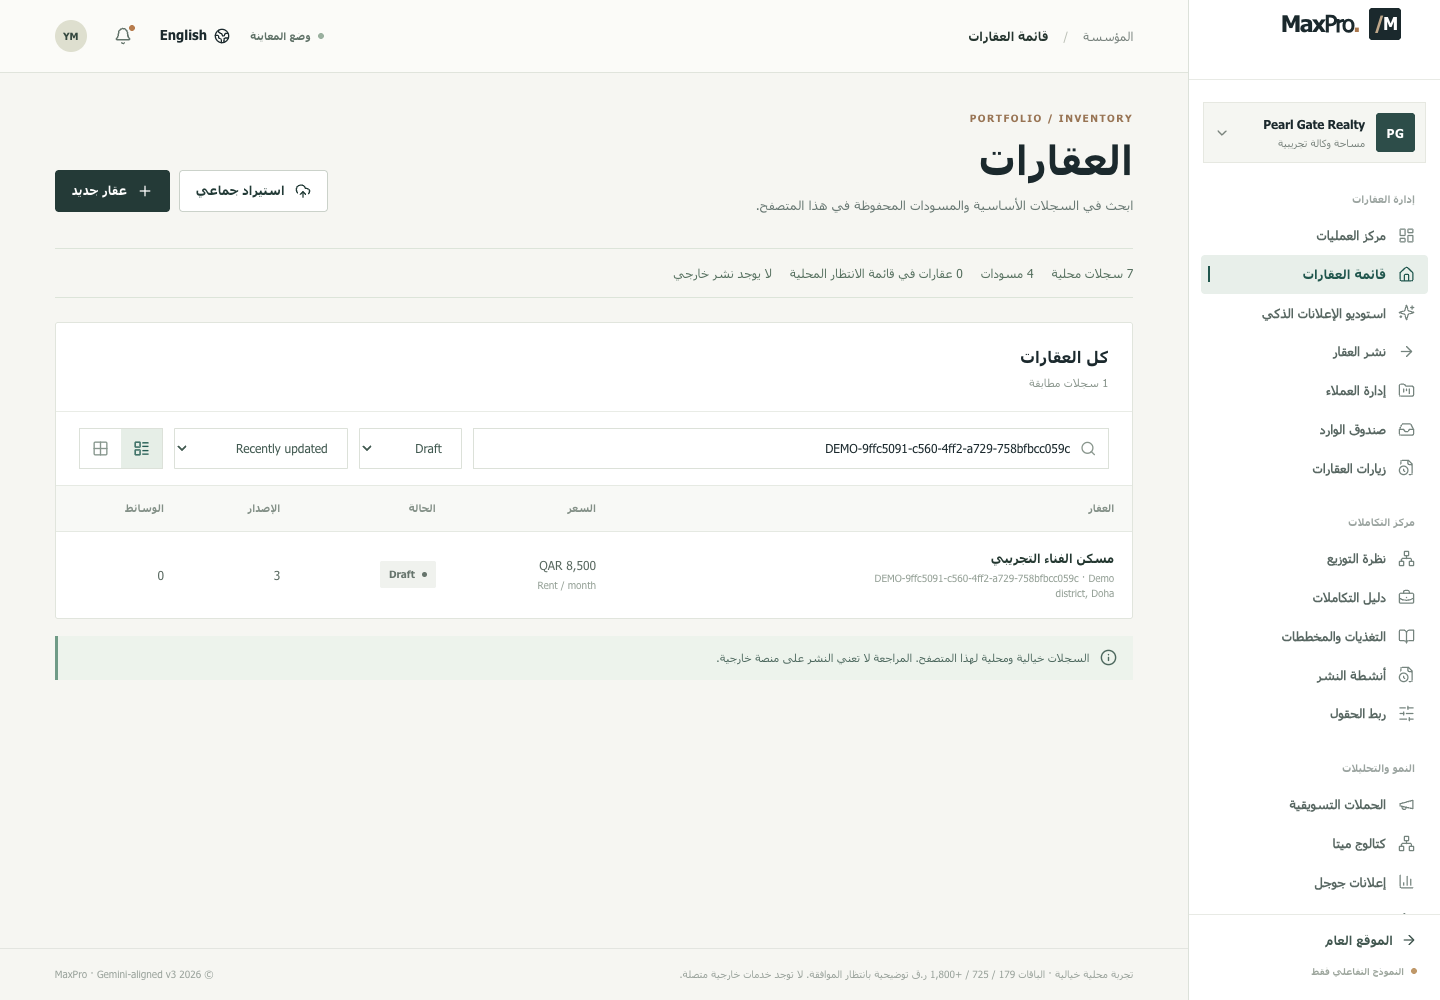 MaxPro.
/M
Pearl Gate Realty
PG
مساحة وكالة تجريبية
إدارة العقارات
مركز العمليات
قائمة العقارات
استوديو الإعلانات الذكي
نشر العقار
إدارة العملاء
صندوق الوارد
زيارات العقارات
مركز التكاملات
نظرة التوزيع
دليل التكاملات
التغذيات والمخططات
أنشطة النشر
ربط الحقول
النمو والتحليلات
الحملات التسويقية
كتالوج ميتا
إعلانات جوجل
الموقع العام
النموذج التفاعلي فقط
المؤسسة / قائمة العقارات
وضع المعاينة
English
YM
PORTFOLIO / INVENTORY
العقارات
ابحث في السجلات الأساسية والمسودات المحفوظة في هذا المتصفح.
استيراد جماعي
عقار جديد
7 سجلات محلية 4 مسودات 0 عقارات في قائمة الانتظار المحلية لا يوجد نشر خارجي
كل العقارات
1 سجلات مطابقة
DEMO-9ffc5091-c560-4ff2-a729-758bfbcc059c
Draft
Recently updated
العقار السعر الحالة الإصدار الوسائط
مسكن الفناء التجريبي
DEMO-9ffc5091-c560-4ff2-a729-758bfbcc059c · Demo
district, Doha
QAR 8,500
Rent / month
Draft
3
0
السجلات خيالية ومحلية لهذا المتصفح. المراجعة لا تعني النشر على منصة خارجية.
تجربة محلية خيالية · الباقات 179 / 725 / +1,800 ر.ق توضيحية بانتظار الموافقة. لا توجد خدمات خارجية متصلة.
MaxPro · Gemini-aligned v3 2026 ©